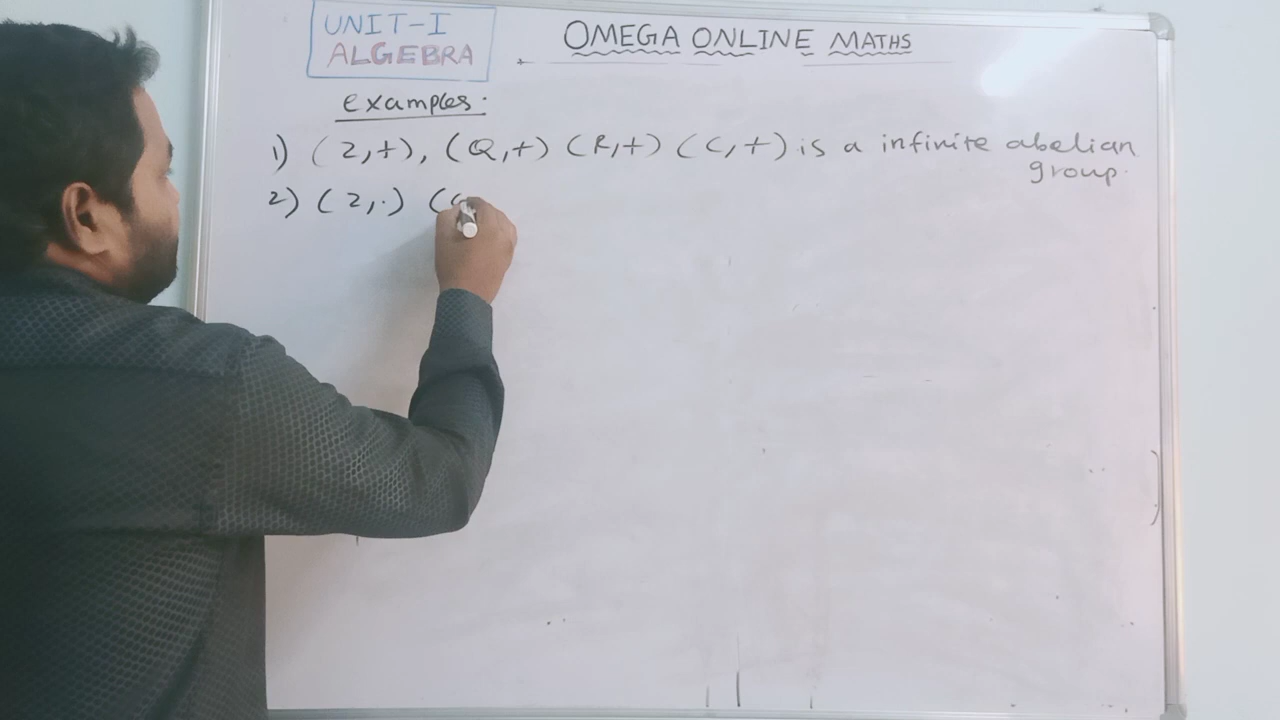 UNIT-I
ALGEBRA
OMEGA ONLINE MATHS
examples:
1) (Z,+), (Q,+) (R,+) (C,+) is a infinite abelian
group.
2) (Z,.) (